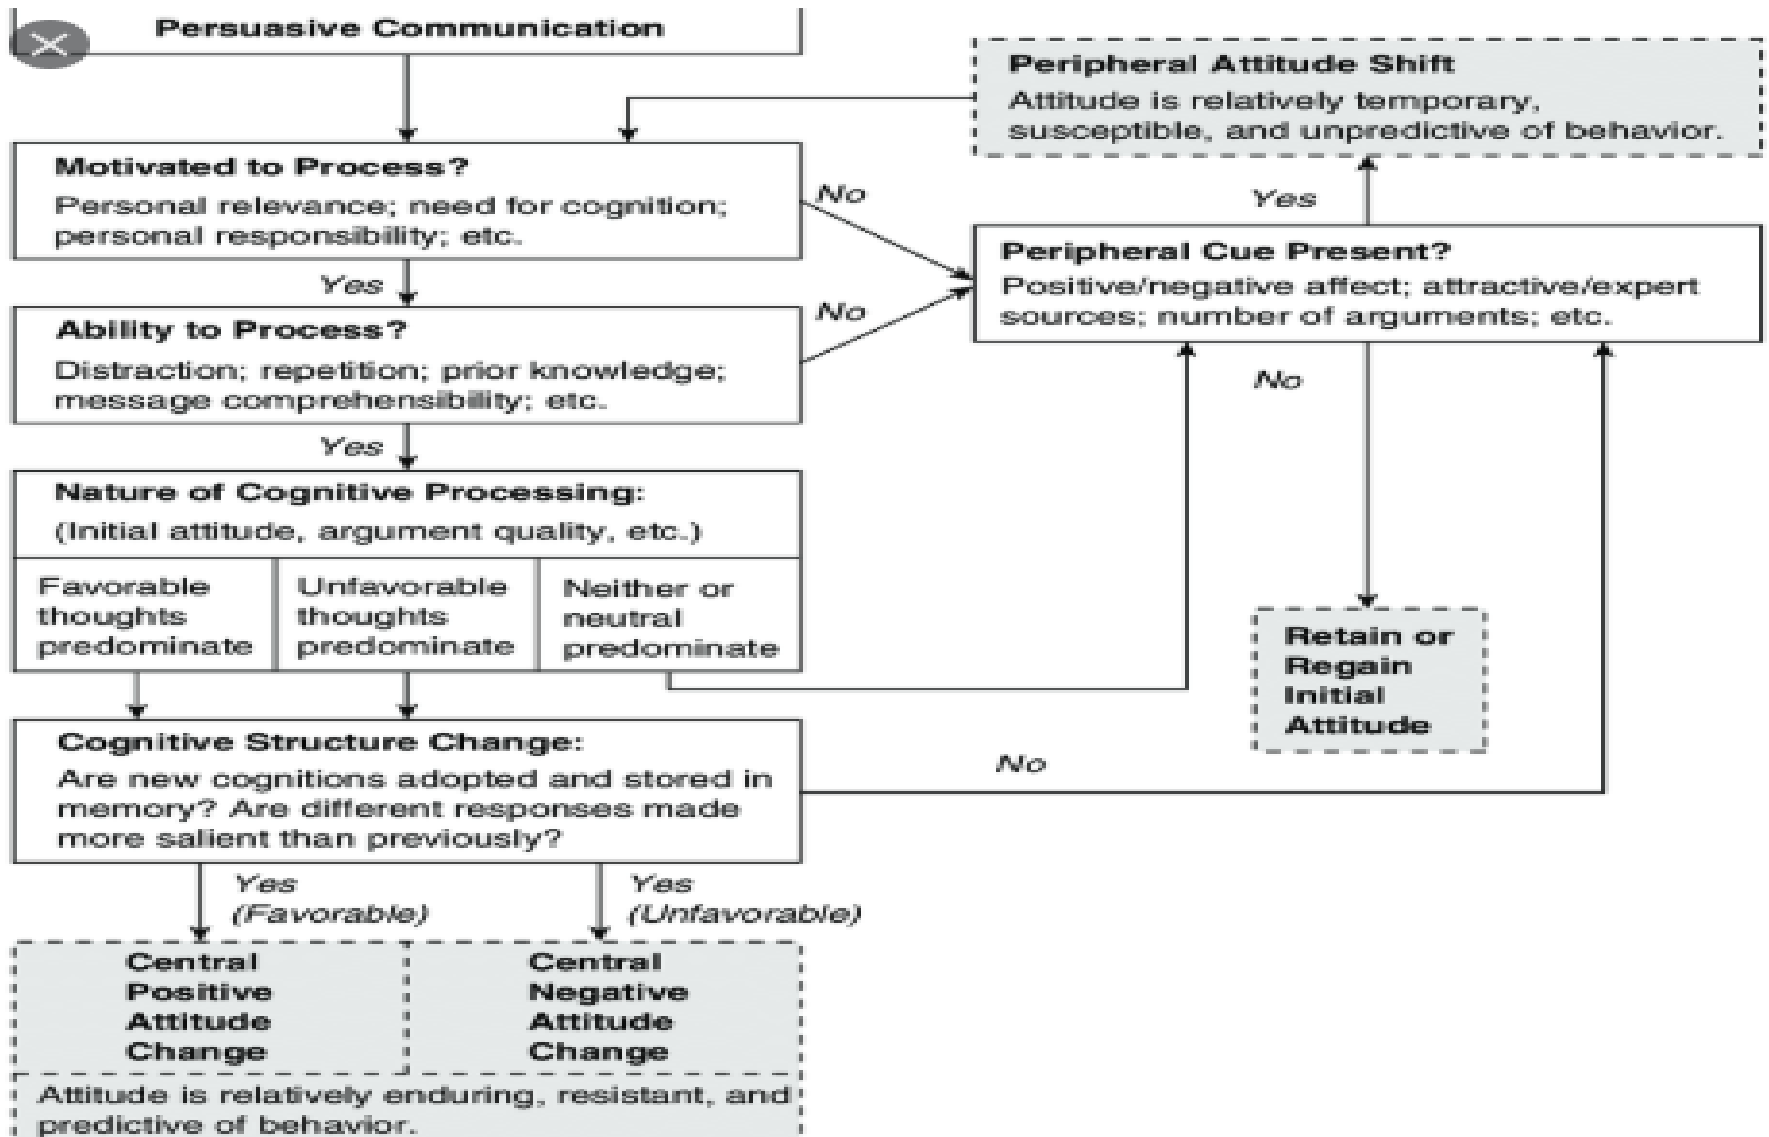 Persuasive Communication
Peripheral Attitude Shift
Attitude is relatively temporary,
susceptible, and unpredictive of behavior.
Motivated to Process?
Personal relevance; need for cognition;
personal responsibility; etc.
No
Yes
Yes
Peripheral Cue Present?
Positive/negative affect; attractive/expert
sources; number of arguments; etc.
Ability to Process?
Distraction; repetition; prior knowledge;
message comprehensibility; etc.
No
No
Yes
Nature of Cognitive Processing:
(Initial attitude, argument quality, etc.)
Favorable
thoughts
predominate
Unfavorable
thoughts
predominate
Neither or
neutral
predominate
Retain or
Regain
Initial
Attitude
Cognitive Structure Change:
Are new cognitions adopted and stored in
memory? Are different responses made
more salient than previously?
No
Yes
(Favorable)
Yes
(Unfavorable)
Central
Positive
Attitude
Change
Central
Negative
Attitude
Change
Attitude is relatively enduring, resistant, and
predictive of behavior.